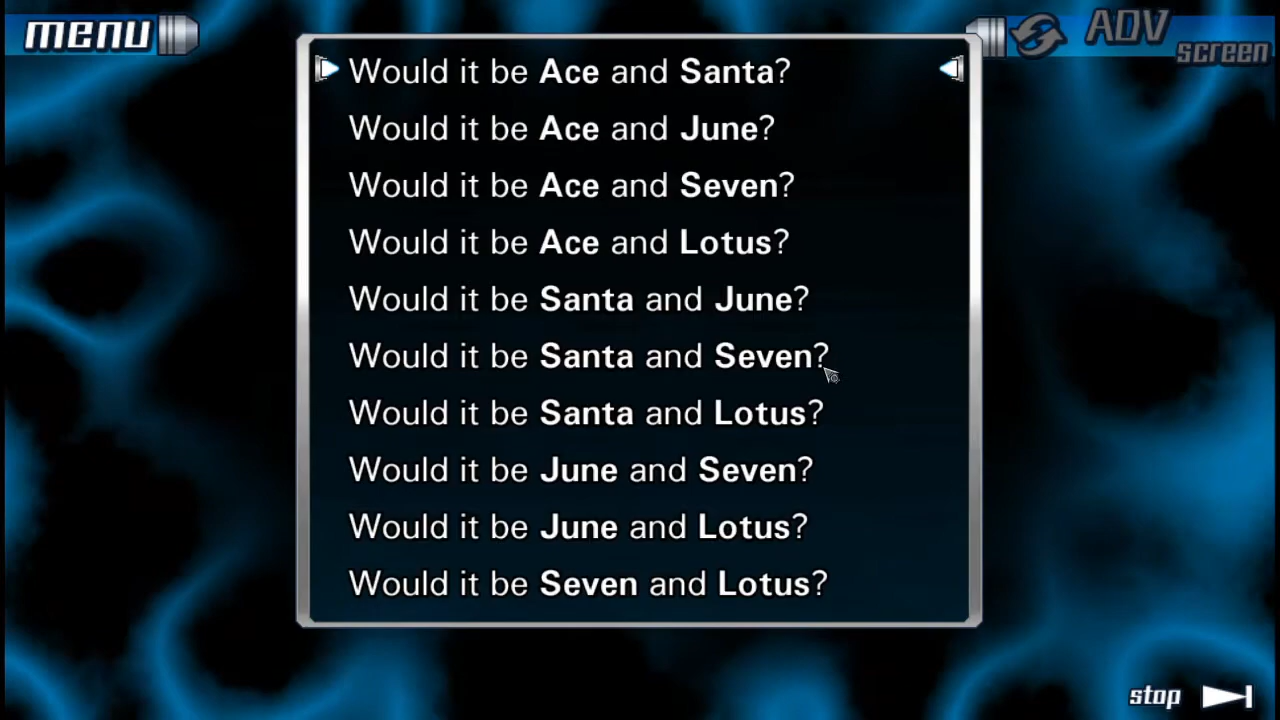 menu
ADV
screen
Would it be Ace and Santa?
Would it be Ace and June?
Would it be Ace and Seven?
Would it be Ace and Lotus?
Would it be Santa and June?
Would it be Santa and Seven?
Would it be Santa and Lotus?
Would it be June and Seven?
Would it be June and Lotus?
Would it be Seven and Lotus?
stop